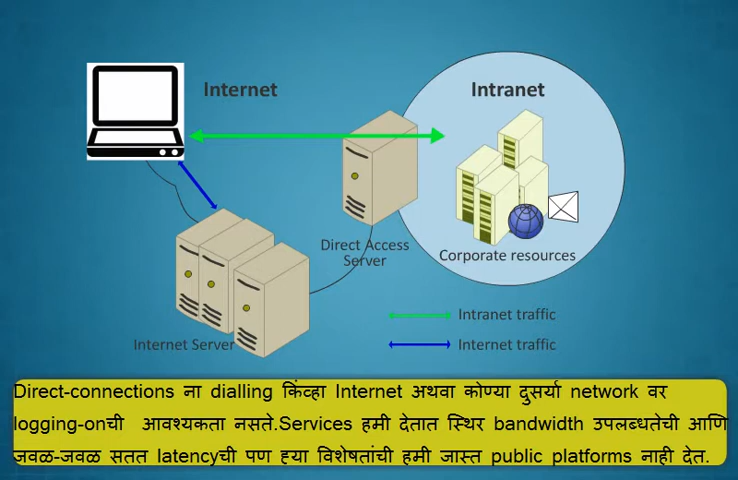 Internet
Intranet
Direct Access
Server
Corporate resources
Intranet traffic
Internet Server
Internet traffic
Direct-connections ना dialling किंव्हा Internet अथवा कोण्या दुसर्या network वर
logging-onची आवश्यकता नसते.Services हमी देतात स्थिर bandwidth उपलब्धतेची आणि
जवळ-जवळ सतत latencyची पण ह्या विशेषतांची हमी जास्त public platforms नाही देत.